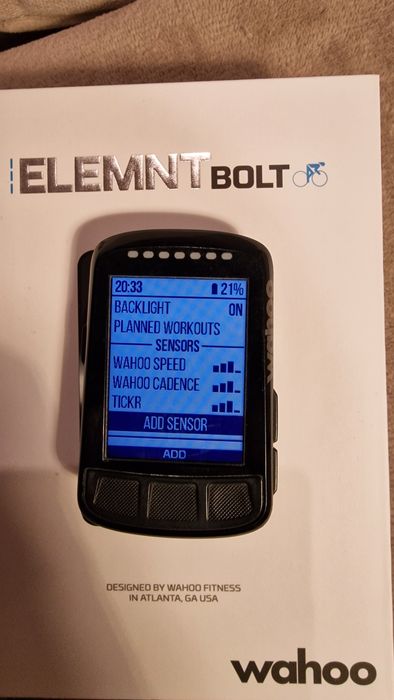 ELEMNT BOLT
20:33 21%
BACKLIGHT ON
PLANNED WORKOUTS
SENSORS
WAHOO SPEED
WAHOO CADENCE
TICKR
ADD SENSOR
ADD
wahoo
DESIGNED BY WAHOO FITNESS
IN ATLANTA, GA USA
wahoo